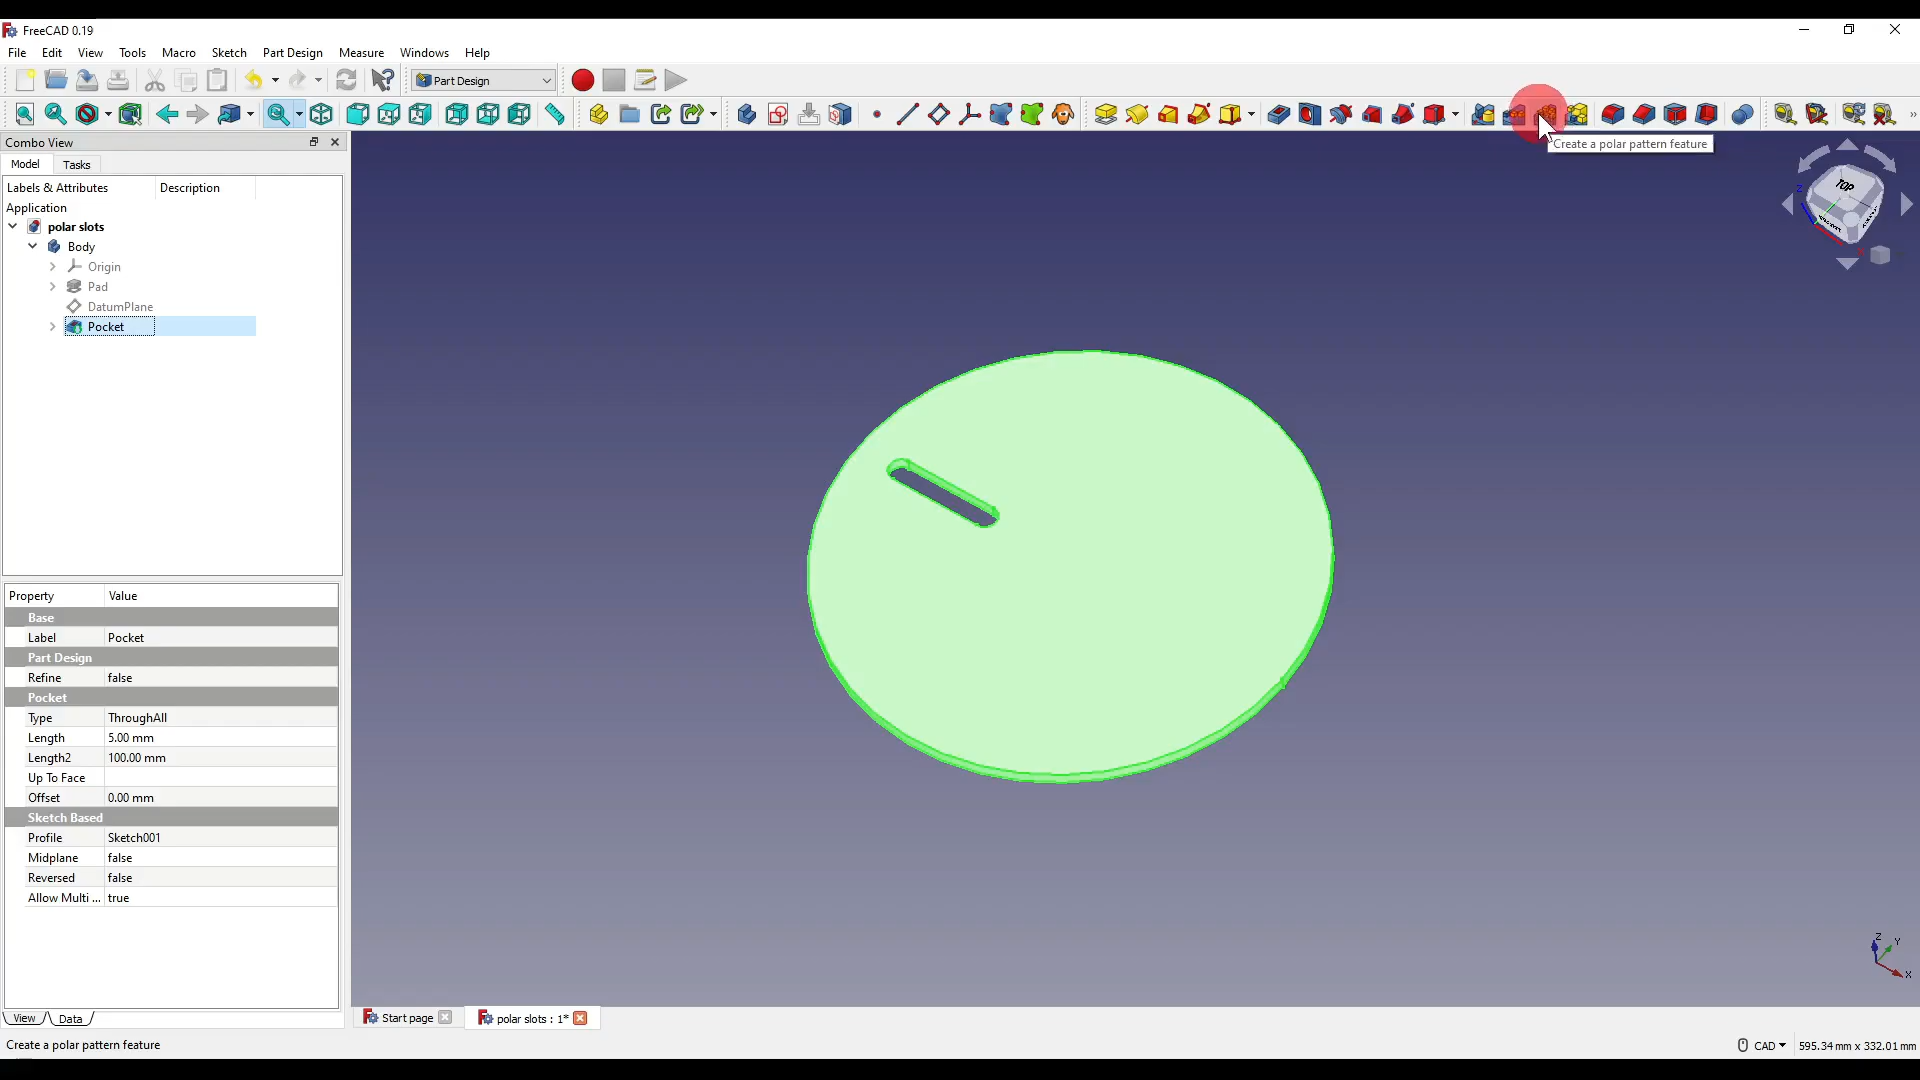 FreeCAD 0.19
File Edit View Tools Macro Sketch Part Design Measure Windows Help
Part Design
Create a polar pattern feature
Combo View
Model Tasks
Labels & Attributes Description
Application
polar slots
Body
Origin
Pad
DatumPlane
Pocket
TOP
Z
Property Value
Base
Label Pocket
Part Design
Refine false
Pocket
Type ThroughAll
Length 5.00 mm
Length2 100.00 mm
Up To Face
Offset 0.00 mm
Sketch Based
Profile Sketch001
Midplane false
Reversed false
Allow Multi ... true
Z Y X
View Data
Start page polar slots : 1*
Create a polar pattern feature
CAD 595.34 mm x 332.01 mm